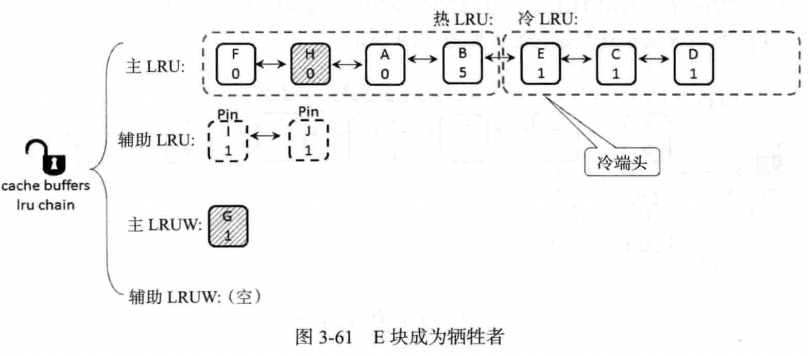 热 LRU: 冷 LRU:
主 LRU: F 0 H 0 A 0 B 5 E 1 C 1 D 1
Pin Pin
辅助 LRU: I 1 J 1
冷端头
cache buffers
lru chain
主 LRUW: G 1
辅助 LRUW:（空）
图 3-61 E 块成为牺牲者